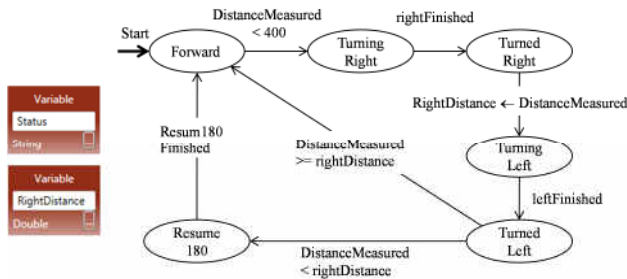 Start
DistanceMeasured
< 400
rightFinished
Forward
Turning
Right
Turned
Right
Variable
Status
String
RightDistance ← DistanceMeasured
Resum180
Finished
DistanceMeasured
>= rightDistance
Turning
Left
Variable
RightDistance
Double
leftFinished
Resume
180
Turned
Left
DistanceMeasured
< rightDistance